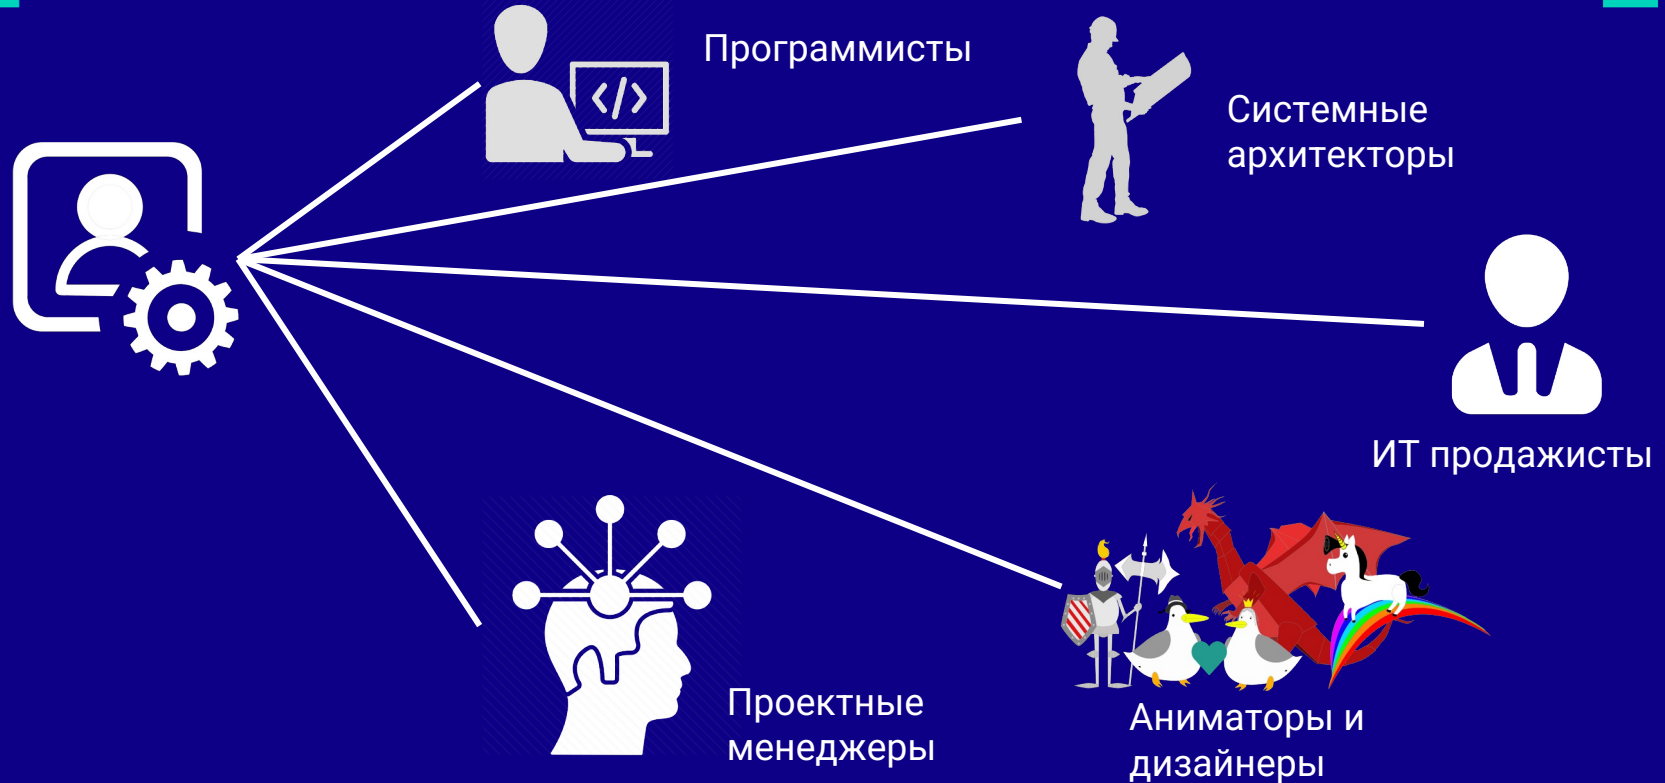 Программисты
Системные
архитекторы
ИТ продажисты
Проектные
менеджеры
Аниматоры и
дизайнеры